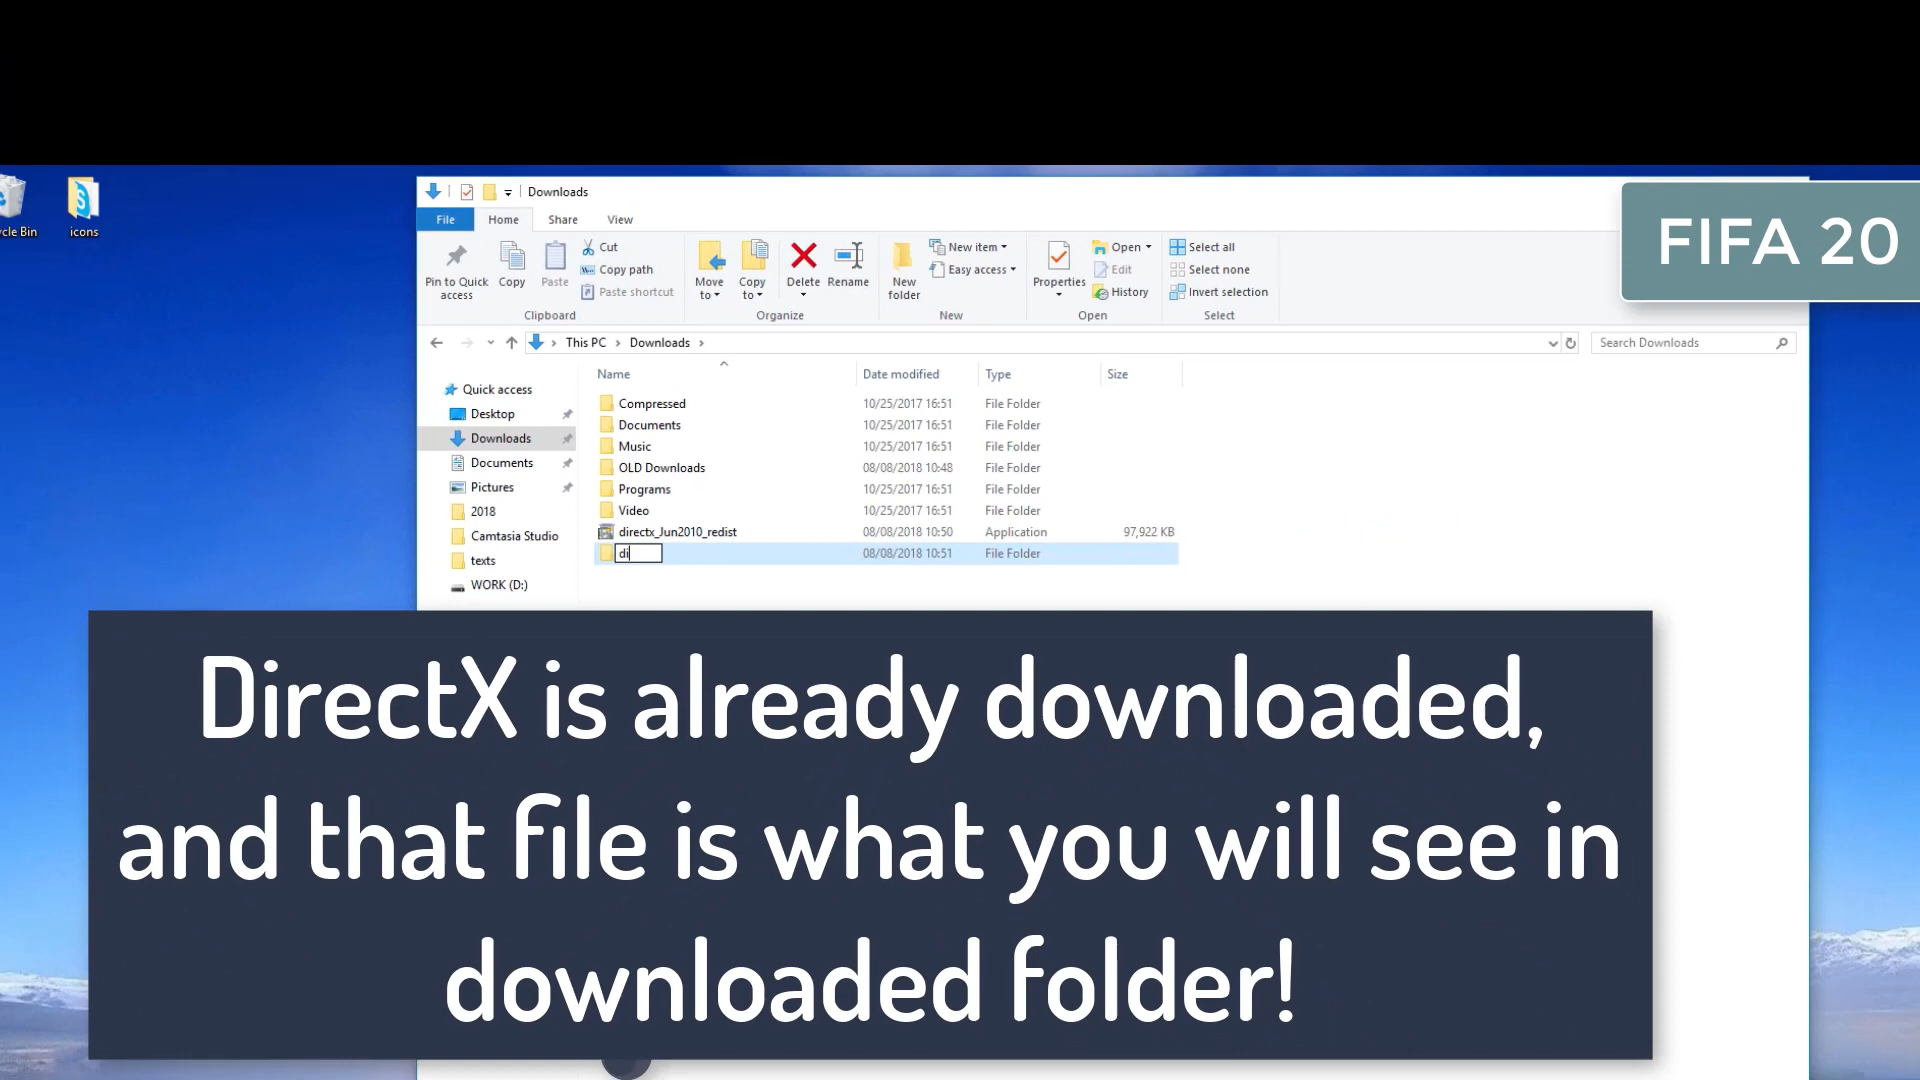 Downloads
File Home Share View
FIFA 20
Cut
Copy path
Paste shortcut
Pin to Quick access
Copy
Paste
Move to
Copy to
Delete
Rename
New folder
New item
Easy access
Properties
Open
Edit
History
Select all
Select none
Invert selection
Clipboard Organize New Open Select
This PC Downloads
Search Downloads
cle Bin
icons
Quick access
Desktop
Downloads
Documents
Pictures
2018
Camtasia Studio
texts
WORK (D:)
Name Date modified Type Size
Compressed 10/25/2017 16:51 File Folder
Documents 10/25/2017 16:51 File Folder
Music 10/25/2017 16:51 File Folder
OLD Downloads 08/08/2018 10:48 File Folder
Programs 10/25/2017 16:51 File Folder
Video 10/25/2017 16:51 File Folder
directx_Jun2010_redist 08/08/2018 10:50 Application 97,922 KB
di 08/08/2018 10:51 File Folder
DirectX is already downloaded,
and that file is what you will see in
downloaded folder!